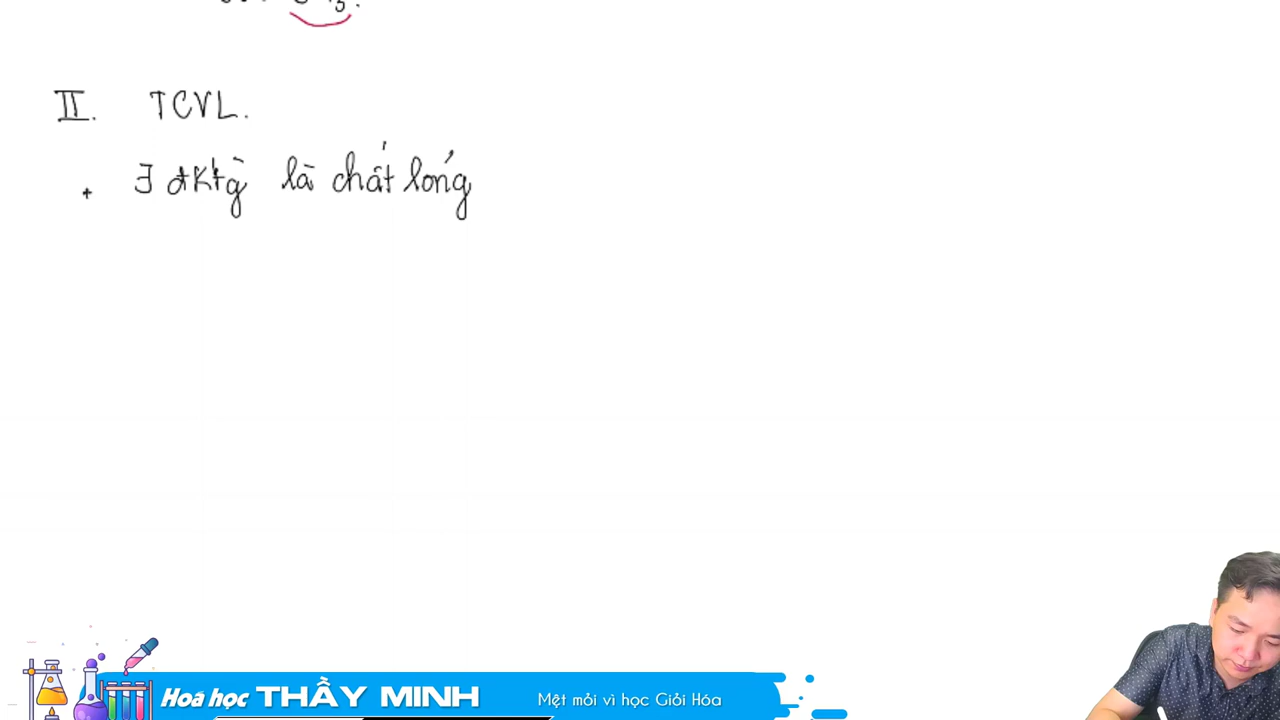 II. TCVL.
+ ∃ đktg là chất lỏng
Hoá học THẦY MINH
Mệt mỏi vì học Giỏi Hóa